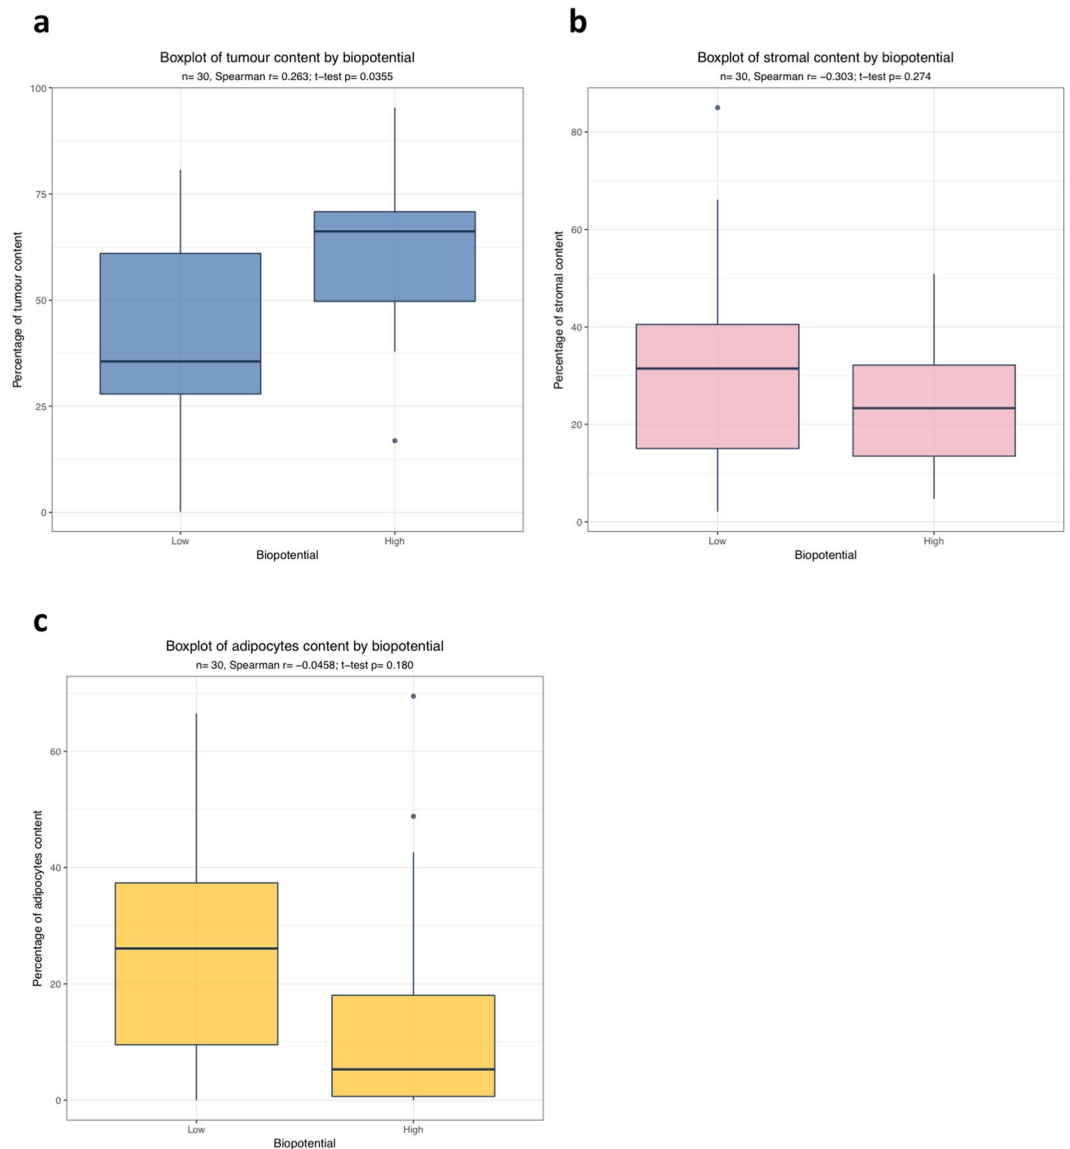 a
Boxplot of tumour content by biopotential
n= 30, Spearman r= 0.263; t−test p= 0.0355
100
75
50
25
0
Percentage of tumour content
Low
High
Biopotential
b
Boxplot of stromal content by biopotential
n= 30, Spearman r= −0.303; t−test p= 0.274
80
60
40
20
0
Percentage of stromal content
Low
High
Biopotential
c
Boxplot of adipocytes content by biopotential
n= 30, Spearman r= −0.0458; t−test p= 0.180
60
40
20
0
Percentage of adipocytes content
Low
High
Biopotential